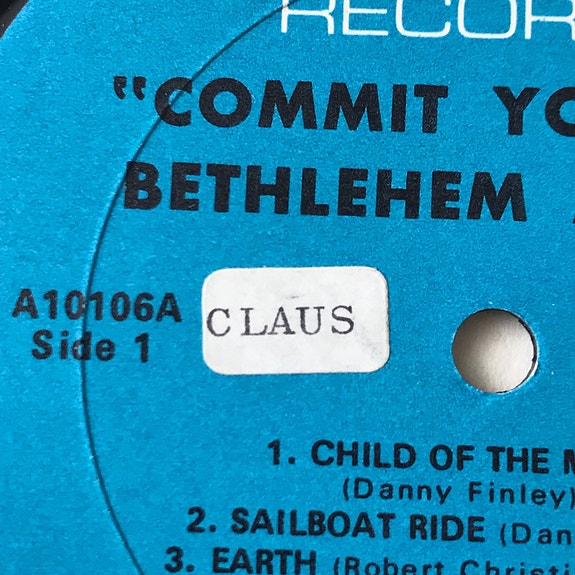 RECOR
"COMMIT YO
BETHLEHEM
A10106A
Side 1
CLAUS
1. CHILD OF THE M
(Danny Finley)
2. SAILBOAT RIDE (Dan
3. EARTH (Robert Christi